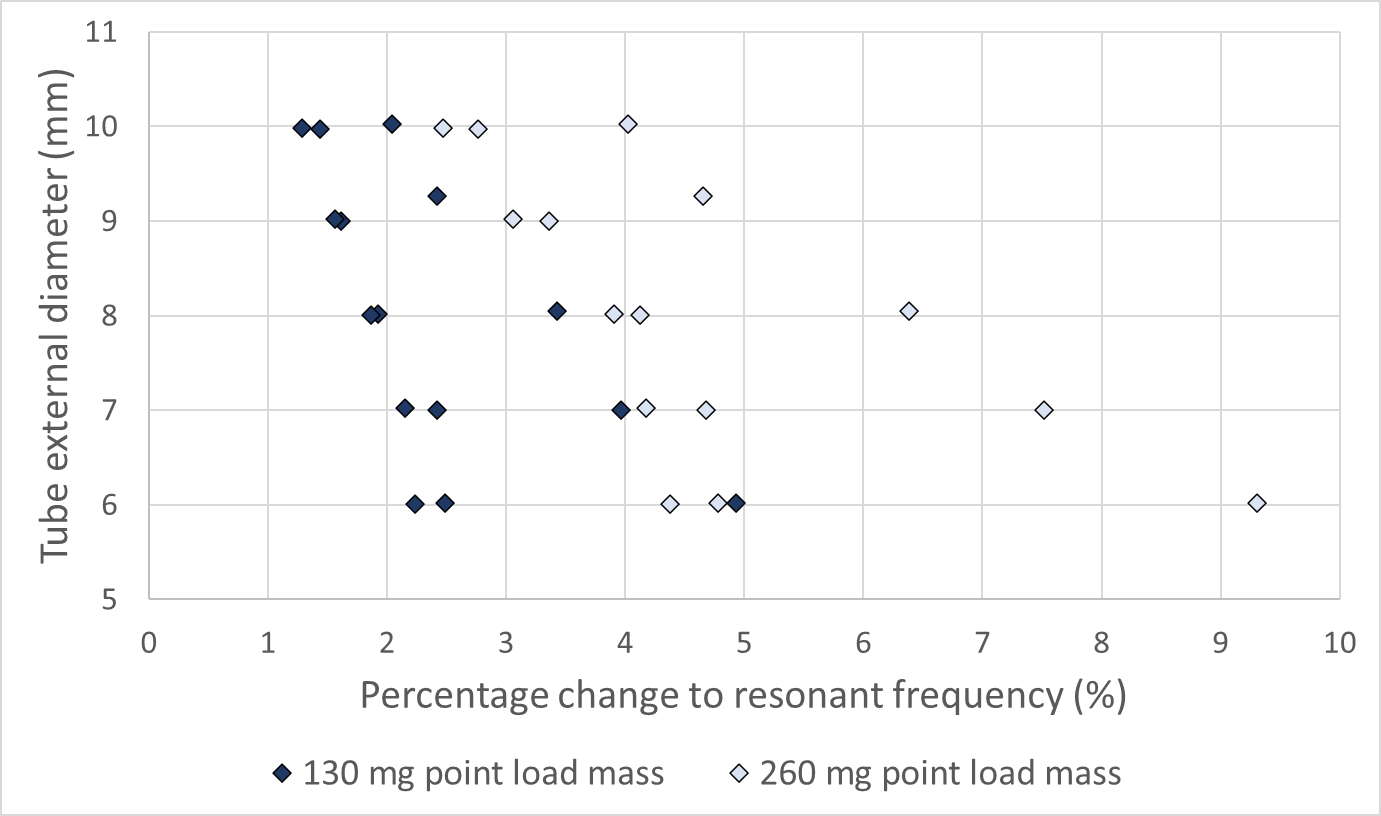 Tube external diameter (mm)
11
10
9
8
7
6
5
0 1 2 3 4 5 6 7 8 9 10
Percentage change to resonant frequency (%)
130 mg point load mass 260 mg point load mass